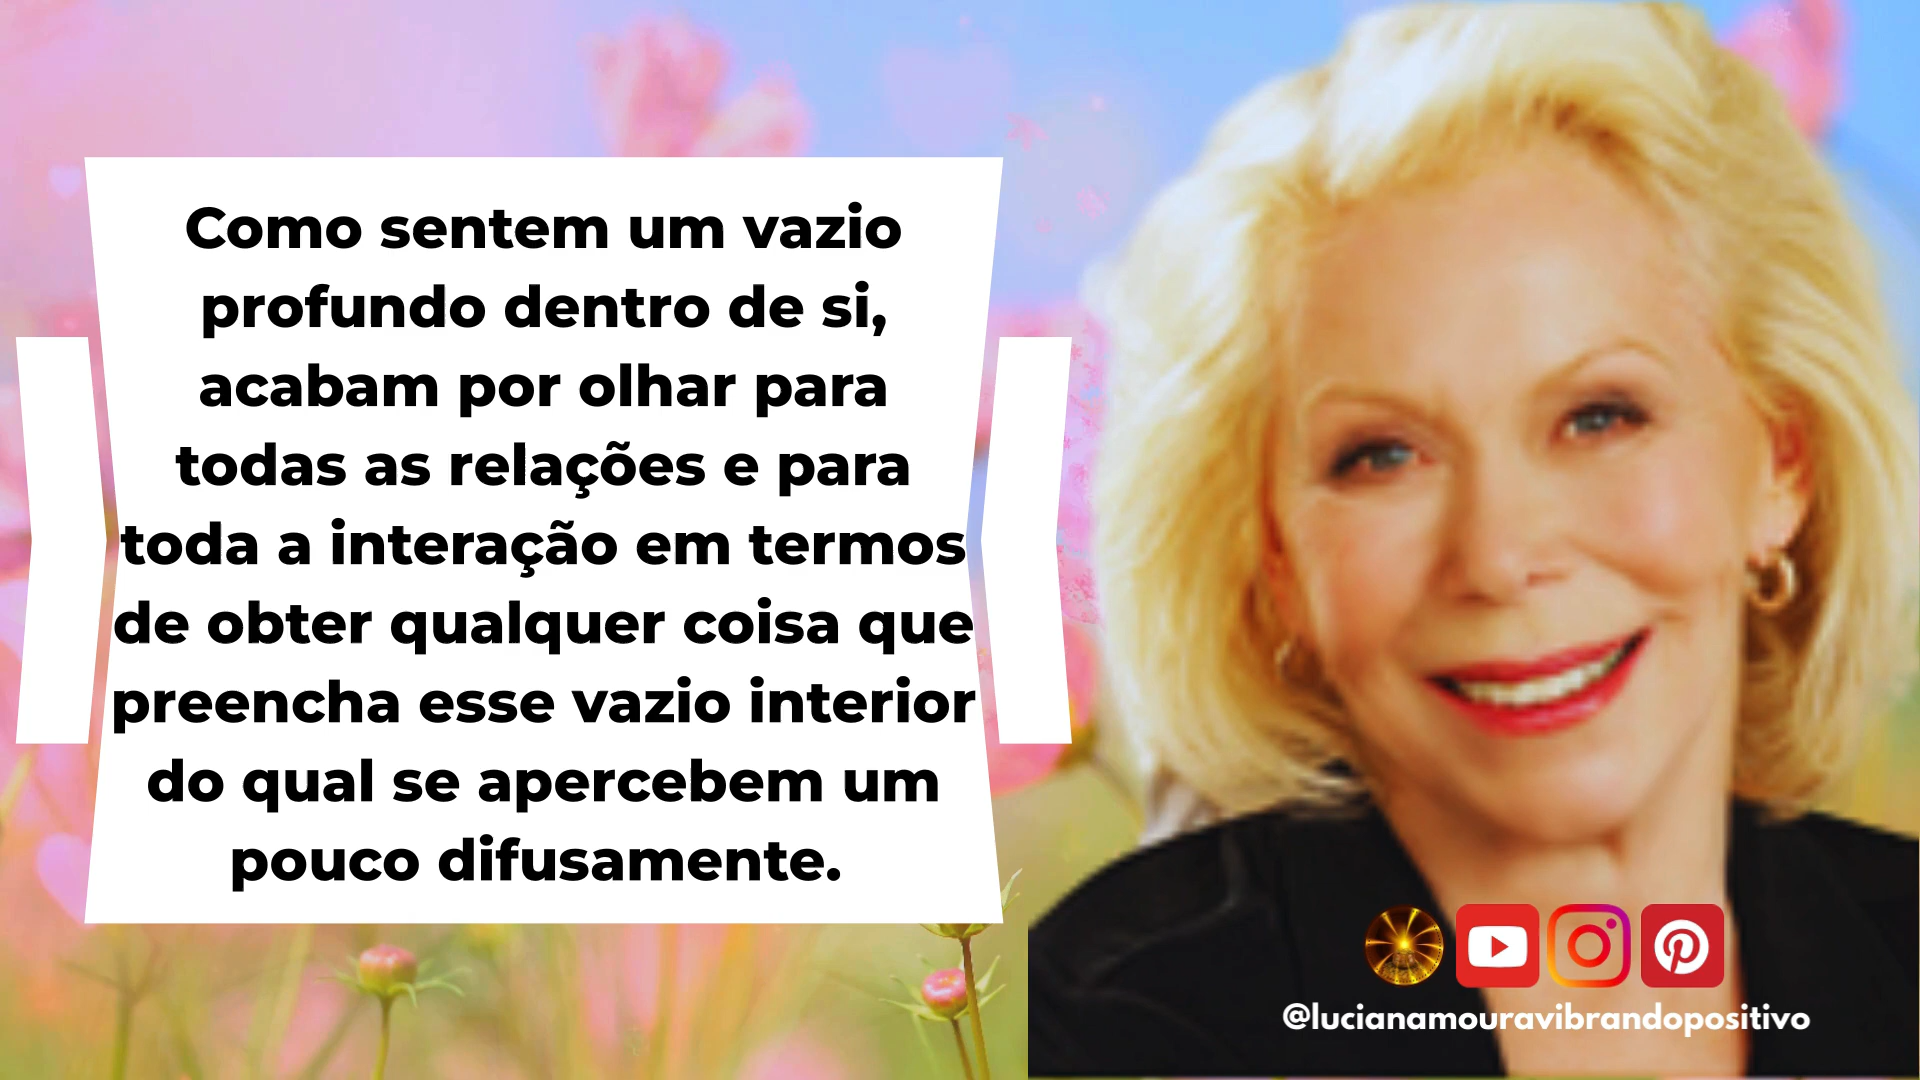 Como sentem um vazio
profundo dentro de si,
acabam por olhar para
todas as relações e para
toda a interação em termos
de obter qualquer coisa que
preencha esse vazio interior
do qual se apercebem um
pouco difusamente.
@lucianamouravibrandopositivo